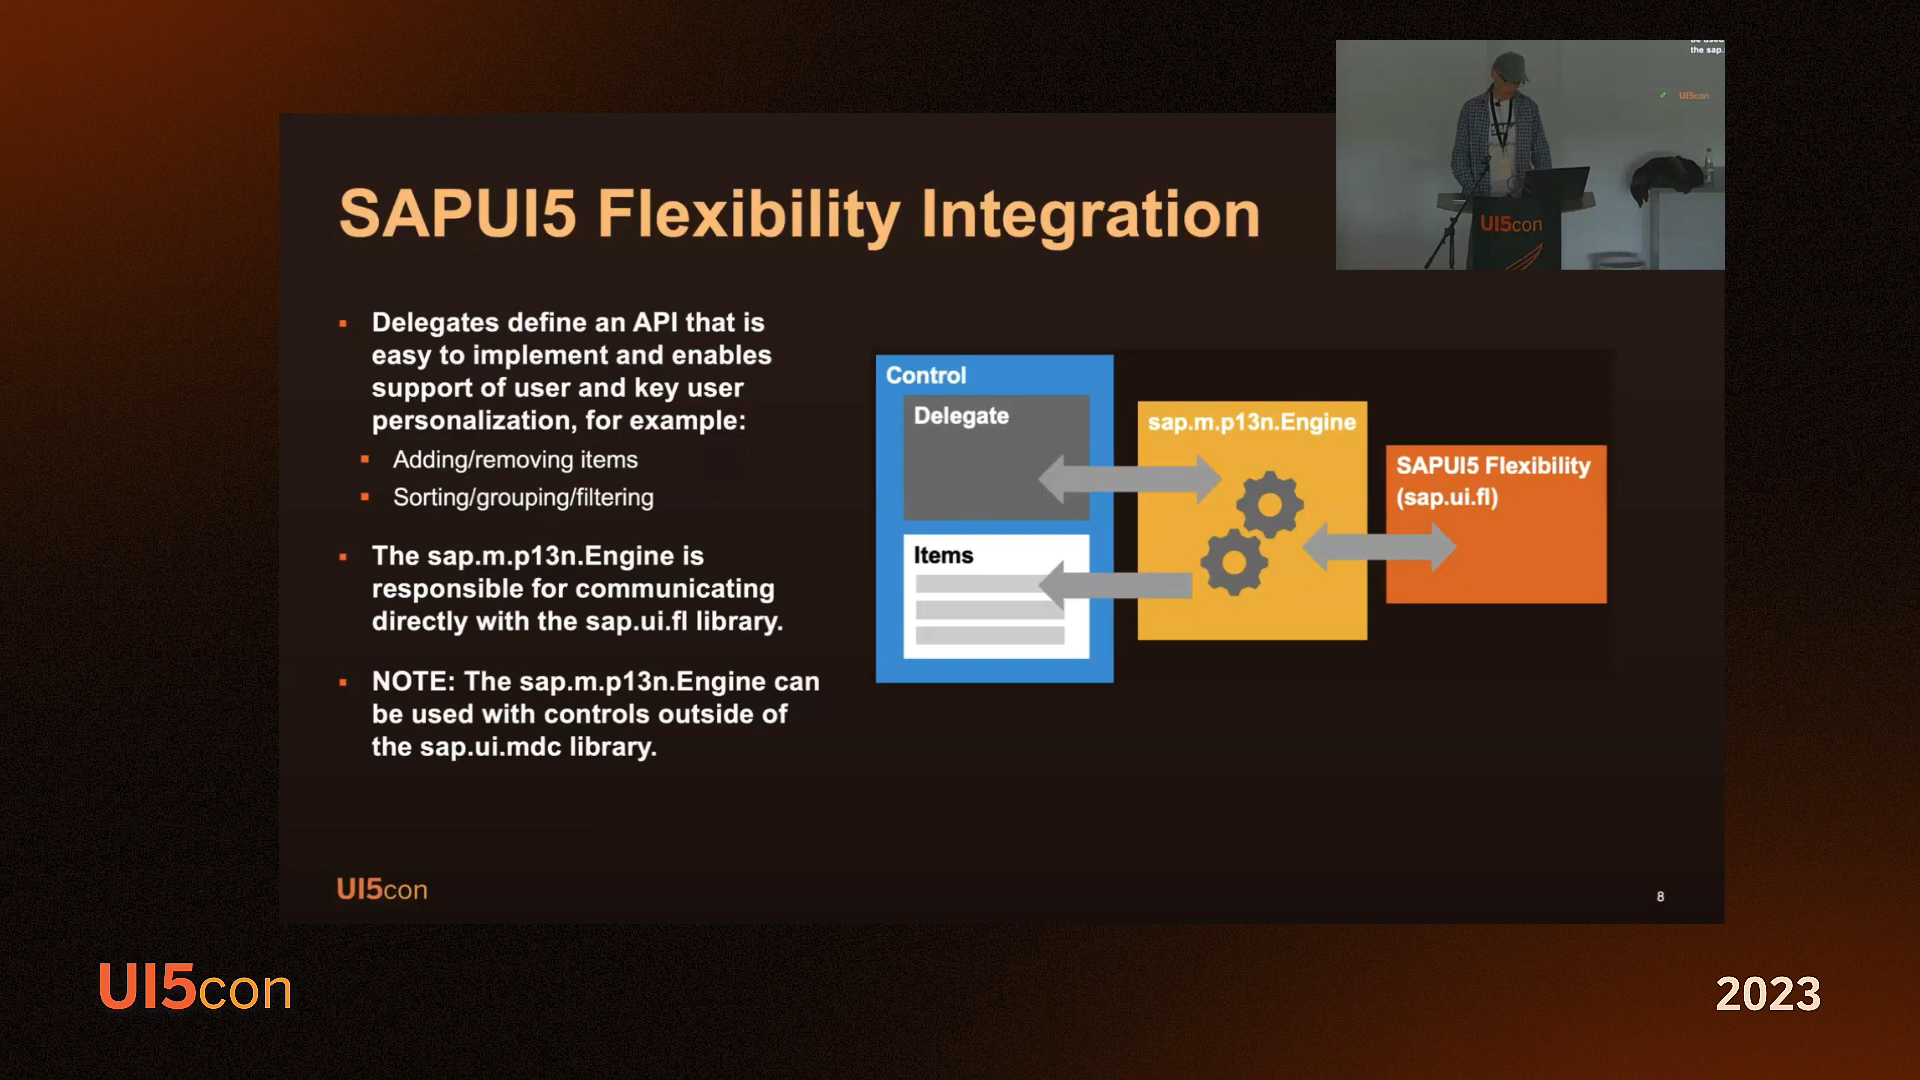 the sap.
UI5con
UI5con
SAPUI5 Flexibility Integration
Delegates define an API that is
easy to implement and enables
support of user and key user
personalization, for example:
Adding/removing items
Sorting/grouping/filtering
The sap.m.p13n.Engine is
responsible for communicating
directly with the sap.ui.fl library.
NOTE: The sap.m.p13n.Engine can
be used with controls outside of
the sap.ui.mdc library.
Control
Delegate
Items
sap.m.p13n.Engine
SAPUI5 Flexibility
(sap.ui.fl)
UI5con
8
UI5con
2023